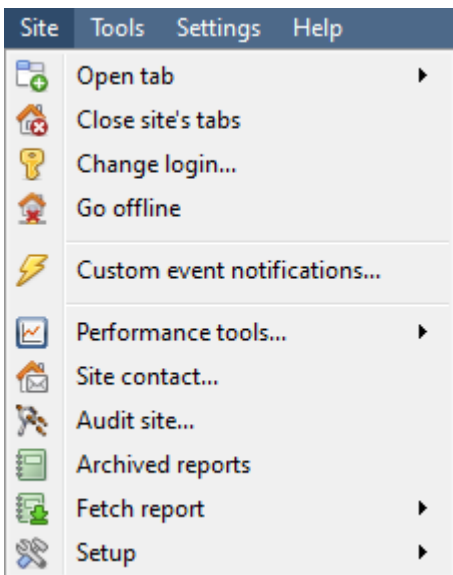 Site Tools Settings Help
Open tab
Close site's tabs
Change login...
Go offline
Custom event notifications...
Performance tools...
Site contact...
Audit site...
Archived reports
Fetch report
Setup